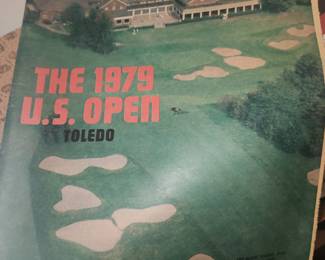 THE 1979
U.S. OPEN
TOLEDO